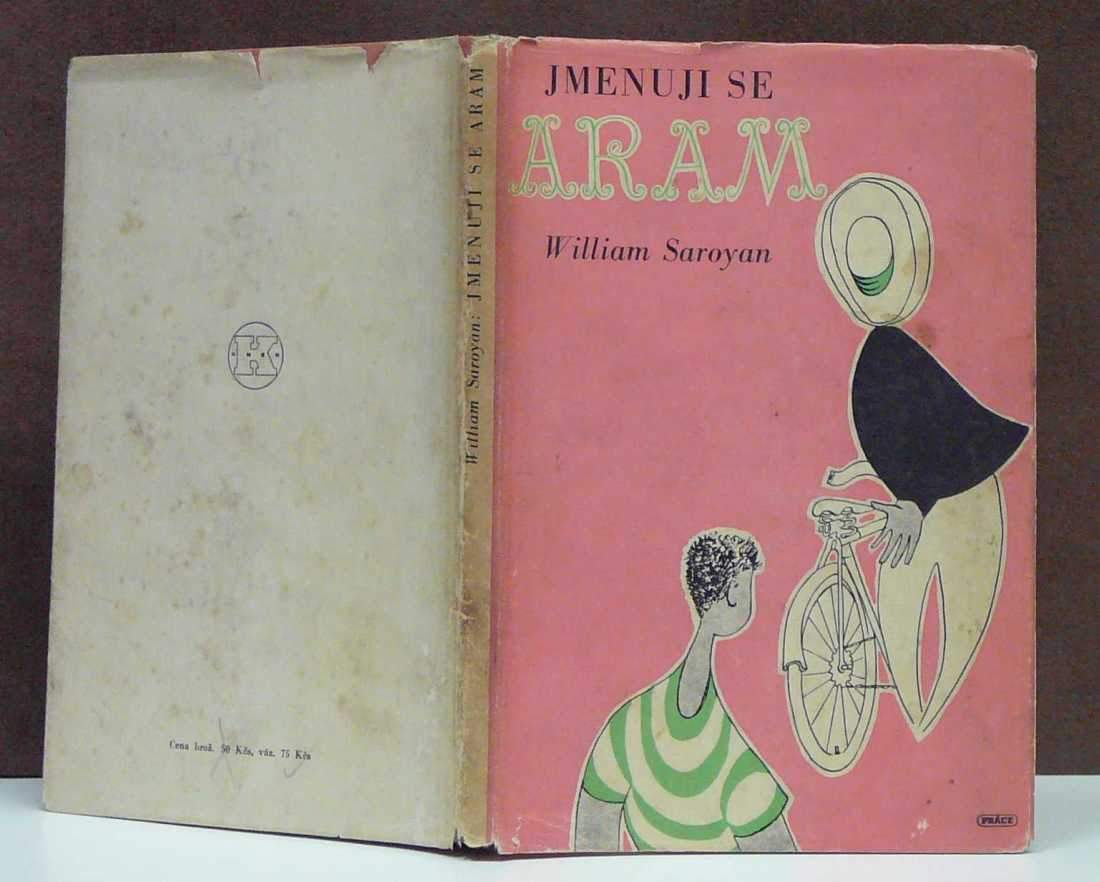 JMENUJI SE
ARAM
William Saroyan
PRÁCE
William Saroyan: JMENUJI SE ARAM
K
Cena brož. 50 Kčs, váz. 75 Kčs